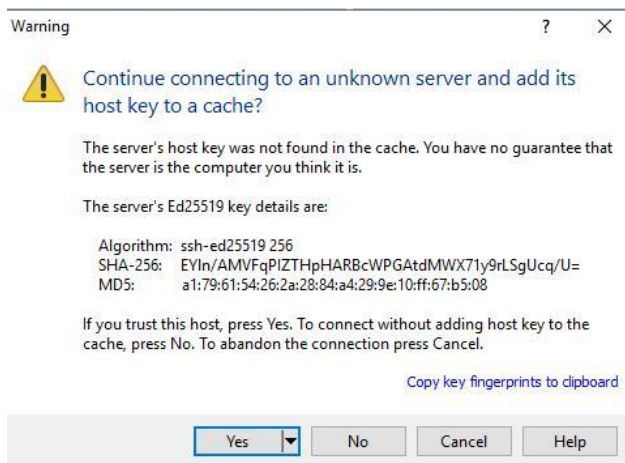 Warning
?
Continue connecting to an unknown server and add its
host key to a cache?
The server's host key was not found in the cache. You have no guarantee that
the server is the computer you think it is.
The server's Ed25519 key details are:
Algorithm: ssh-ed25519 256
SHA-256: EYIn/AMVFqPIZTHpHARBcWPGAtdMWX71y9rLSgUcq/U=
MD5: a1:79:61:54:26:2a:28:84:a4:29:9e:10:ff:67:b5:08
If you trust this host, press Yes. To connect without adding host key to the
cache, press No. To abandon the connection press Cancel.
Copy key fingerprints to clipboard
Yes No Cancel Help